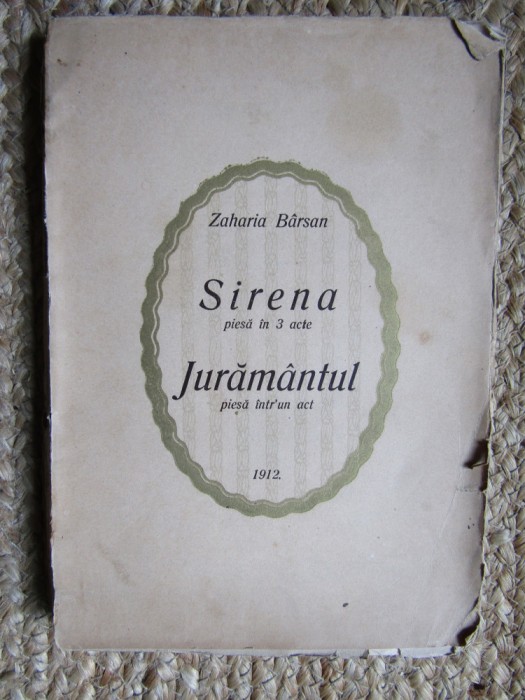 Zaharia Bârsan
Sirena
piesă în 3 acte
Jurământul
piesă într'un act
1912.